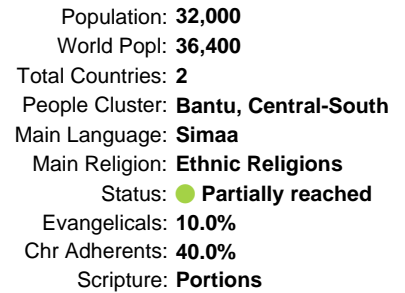 Population: 32,000
World Popl: 36,400
Total Countries: 2
People Cluster: Bantu, Central-South
Main Language: Simaa
Main Religion: Ethnic Religions
Status: Partially reached
Evangelicals: 10.0%
Chr Adherents: 40.0%
Scripture: Portions